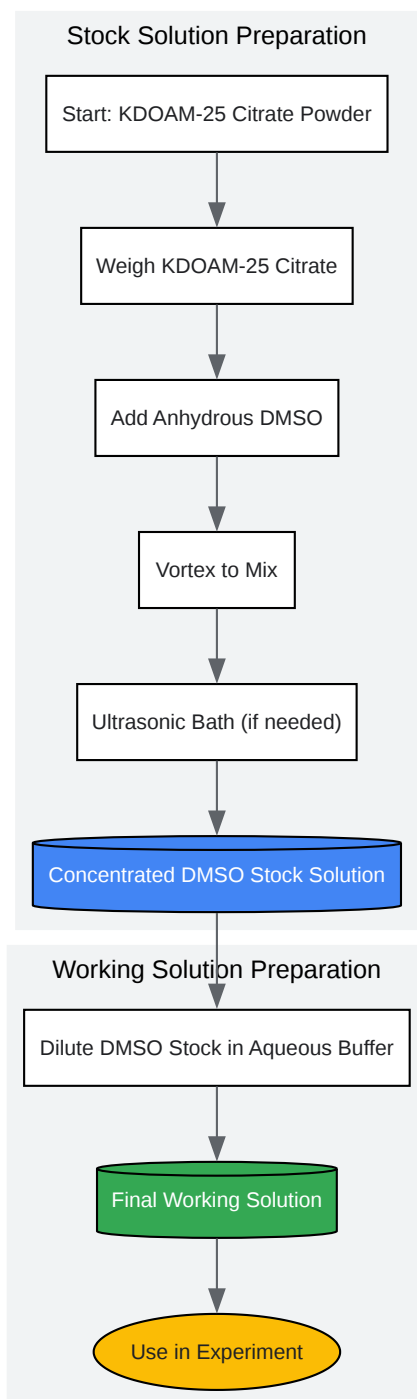 Stock Solution Preparation
Start: KDOAM-25 Citrate Powder
Weigh KDOAM-25 Citrate
Add Anhydrous DMSO
Vortex to Mix
Ultrasonic Bath (if needed)
Concentrated DMSO Stock Solution
Working Solution Preparation
Dilute DMSO Stock in Aqueous Buffer
Final Working Solution
Use in Experiment